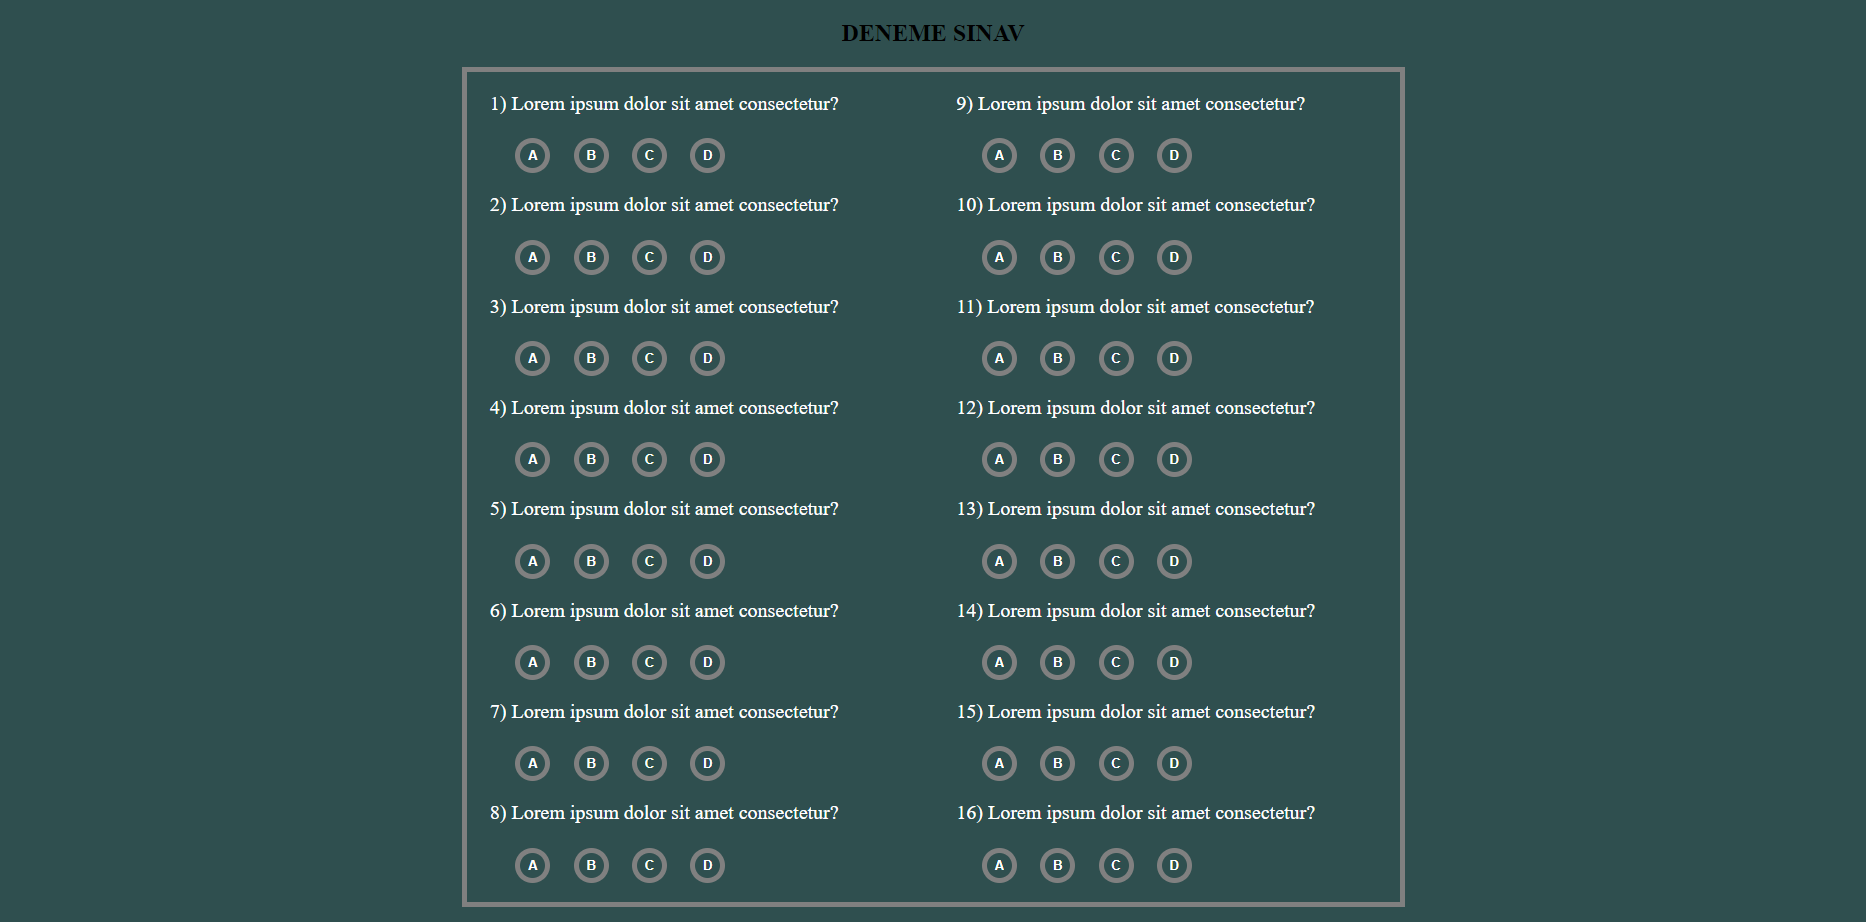 DENEME SINAV
1) Lorem ipsum dolor sit amet consectetur?
A B C D
2) Lorem ipsum dolor sit amet consectetur?
A B C D
3) Lorem ipsum dolor sit amet consectetur?
A B C D
4) Lorem ipsum dolor sit amet consectetur?
A B C D
5) Lorem ipsum dolor sit amet consectetur?
A B C D
6) Lorem ipsum dolor sit amet consectetur?
A B C D
7) Lorem ipsum dolor sit amet consectetur?
A B C D
8) Lorem ipsum dolor sit amet consectetur?
A B C D
9) Lorem ipsum dolor sit amet consectetur?
A B C D
10) Lorem ipsum dolor sit amet consectetur?
A B C D
11) Lorem ipsum dolor sit amet consectetur?
A B C D
12) Lorem ipsum dolor sit amet consectetur?
A B C D
13) Lorem ipsum dolor sit amet consectetur?
A B C D
14) Lorem ipsum dolor sit amet consectetur?
A B C D
15) Lorem ipsum dolor sit amet consectetur?
A B C D
16) Lorem ipsum dolor sit amet consectetur?
A B C D